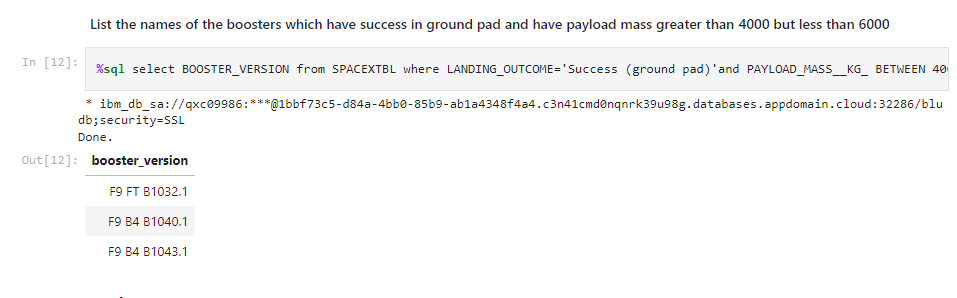 List the names of the boosters which have success in ground pad and have payload mass greater than 4000 but less than 6000
In [12]: %sql select BOOSTER_VERSION from SPACEXTBL where LANDING_OUTCOME='Success (ground pad)'and PAYLOAD_MASS__KG_ BETWEEN 400
* ibm_db_sa://qxc09986:***@1bbf73c5-d84a-4bb0-85b9-ab1a4348f4a4.c3n41cmd0nqnrk39u98g.databases.appdomain.cloud:32286/blu
db;security=SSL
Done.
Out[12]: booster_version
F9 FT B1032.1
F9 B4 B1040.1
F9 B4 B1043.1